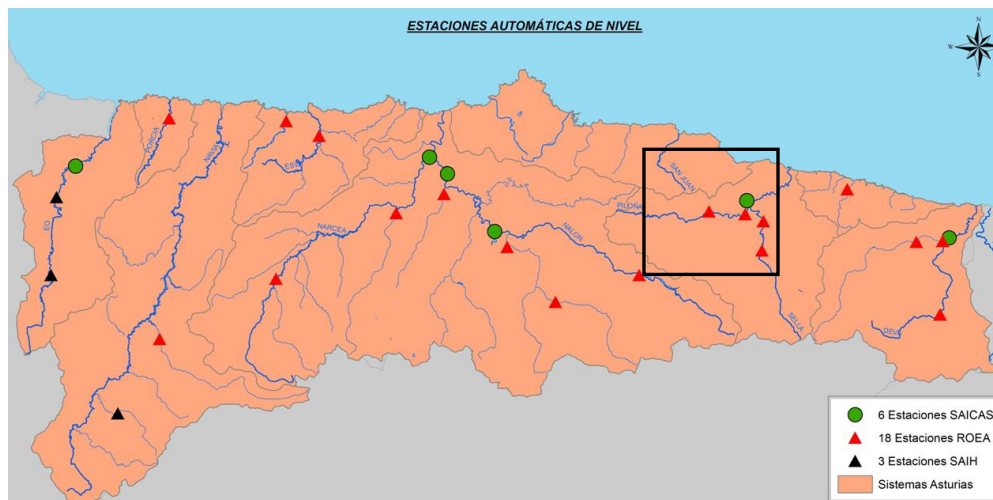 ESTACIONES AUTOMÁTICAS DE NIVEL
N
W
E
S
PORCIA
NAVIA
ESVA
SAN JUAN
PILOÑA
EO
NARCEA
NALON
SELLA
DEVA
6 Estaciones SAICAS
18 Estaciones ROEA
3 Estaciones SAIH
Sistemas Asturias